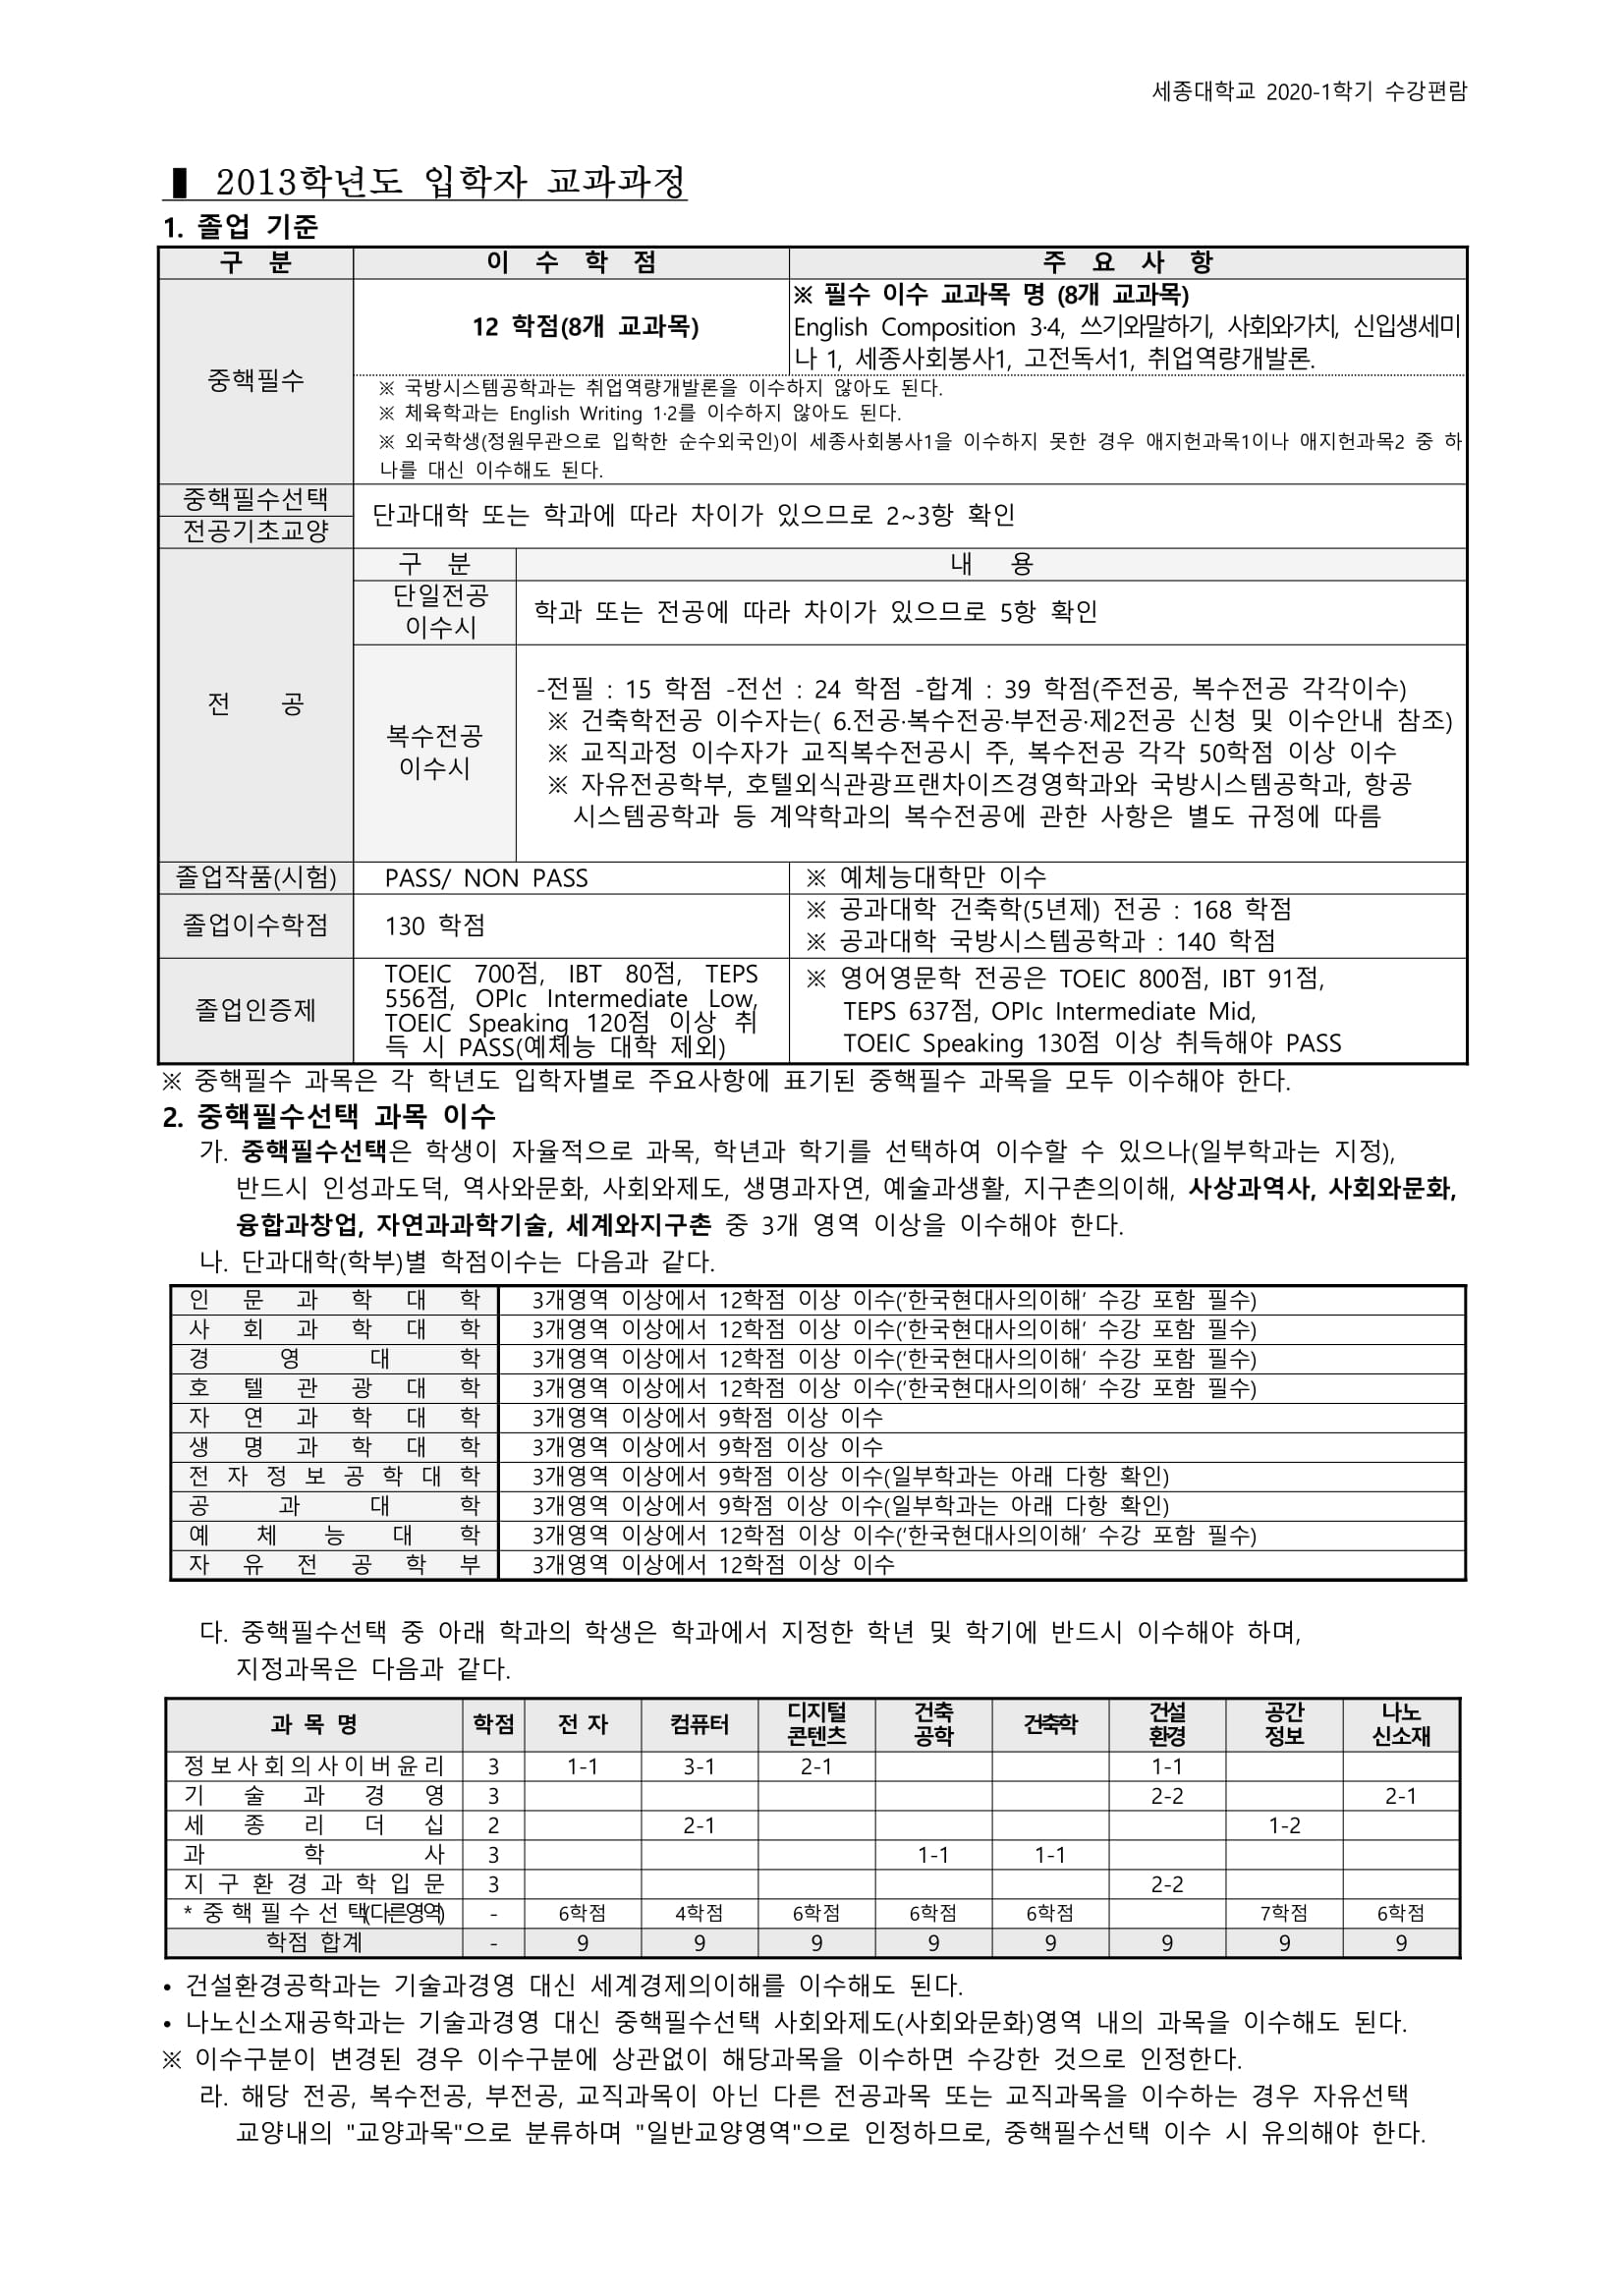 세종대학교 2020-1학기 수강편람
▮ 2013학년도 입학자 교과과정
1. 졸업 기준
구 분 이 수 학 점 주 요 사 항
중핵필수 12 학점(8개 교과목)
※ 필수 이수 교과목 명 (8개 교과목)
English Composition 3·4, 쓰기와말하기, 사회와가치, 신입생세미
나 1, 세종사회봉사1, 고전독서1, 취업역량개발론.
※ 국방시스템공학과는 취업역량개발론을 이수하지 않아도 된다.
※ 체육학과는 English Writing 1·2를 이수하지 않아도 된다.
※ 외국학생(정원무관으로 입학한 순수외국인)이 세종사회봉사1을 이수하지 못한 경우 애지헌과목1이나 애지헌과목2 중 하
나를 대신 이수해도 된다.
중핵필수선택
전공기초교양
단과대학 또는 학과에 따라 차이가 있으므로 2~3항 확인
전 공
구 분 내 용
단일전공
이수시
학과 또는 전공에 따라 차이가 있으므로 5항 확인
복수전공
이수시
-전필 : 15 학점 -전선 : 24 학점 -합계 : 39 학점(주전공, 복수전공 각각이수)
※ 건축학전공 이수자는( 6.전공·복수전공·부전공·제2전공 신청 및 이수안내 참조)
※ 교직과정 이수자가 교직복수전공시 주, 복수전공 각각 50학점 이상 이수
※ 자유전공학부, 호텔외식관광프랜차이즈경영학과와 국방시스템공학과, 항공
시스템공학과 등 계약학과의 복수전공에 관한 사항은 별도 규정에 따름
졸업작품(시험) PASS/ NON PASS ※ 예체능대학만 이수
졸업이수학점 130 학점
※ 공과대학 건축학(5년제) 전공 : 168 학점
※ 공과대학 국방시스템공학과 : 140 학점
졸업인증제
TOEIC 700점, IBT 80점, TEPS
556점, OPIc Intermediate Low,
TOEIC Speaking 120점 이상 취
득 시 PASS(예체능 대학 제외)
※ 영어영문학 전공은 TOEIC 800점, IBT 91점,
TEPS 637점, OPIc Intermediate Mid,
TOEIC Speaking 130점 이상 취득해야 PASS
※ 중핵필수 과목은 각 학년도 입학자별로 주요사항에 표기된 중핵필수 과목을 모두 이수해야 한다.
2. 중핵필수선택 과목 이수
가. 중핵필수선택은 학생이 자율적으로 과목, 학년과 학기를 선택하여 이수할 수 있으나(일부학과는 지정),
반드시 인성과도덕, 역사와문화, 사회와제도, 생명과자연, 예술과생활, 지구촌의이해, 사상과역사, 사회와문화,
융합과창업, 자연과과학기술, 세계와지구촌 중 3개 영역 이상을 이수해야 한다.
나. 단과대학(학부)별 학점이수는 다음과 같다.
인 문 과 학 대 학 3개영역 이상에서 12학점 이상 이수(‘한국현대사의이해’ 수강 포함 필수)
사 회 과 학 대 학 3개영역 이상에서 12학점 이상 이수(‘한국현대사의이해’ 수강 포함 필수)
경 영 대 학 3개영역 이상에서 12학점 이상 이수(‘한국현대사의이해’ 수강 포함 필수)
호 텔 관 광 대 학 3개영역 이상에서 12학점 이상 이수(‘한국현대사의이해’ 수강 포함 필수)
자 연 과 학 대 학 3개영역 이상에서 9학점 이상 이수
생 명 과 학 대 학 3개영역 이상에서 9학점 이상 이수
전 자 정 보 공 학 대 학 3개영역 이상에서 9학점 이상 이수(일부학과는 아래 다항 확인)
공 과 대 학 3개영역 이상에서 9학점 이상 이수(일부학과는 아래 다항 확인)
예 체 능 대 학 3개영역 이상에서 12학점 이상 이수(‘한국현대사의이해’ 수강 포함 필수)
자 유 전 공 학 부 3개영역 이상에서 12학점 이상 이수
다. 중핵필수선택 중 아래 학과의 학생은 학과에서 지정한 학년 및 학기에 반드시 이수해야 하며,
지정과목은 다음과 같다.
과 목 명 학점 전 자 컴퓨터 디지털 콘텐츠 건축 공학 건축학 건설 환경 공간 정보 나노 신소재
정보사회의사이버윤리 3 1-1 3-1 2-1 1-1
기 술 과 경 영 3 2-2 2-1
세 종 리 더 십 2 2-1 1-2
과 학 사 3 1-1 1-1
지 구 환 경 과 학 입 문 3 2-2
* 중 핵 필 수 선 택(다른영역) - 6학점 4학점 6학점 6학점 6학점 7학점 6학점
학점 합계 - 9 9 9 9 9 9 9 9
• 건설환경공학과는 기술과경영 대신 세계경제의이해를 이수해도 된다.
• 나노신소재공학과는 기술과경영 대신 중핵필수선택 사회와제도(사회와문화)영역 내의 과목을 이수해도 된다.
※ 이수구분이 변경된 경우 이수구분에 상관없이 해당과목을 이수하면 수강한 것으로 인정한다.
라. 해당 전공, 복수전공, 부전공, 교직과목이 아닌 다른 전공과목 또는 교직과목을 이수하는 경우 자유선택
교양내의 "교양과목"으로 분류하며 "일반교양영역"으로 인정하므로, 중핵필수선택 이수 시 유의해야 한다.